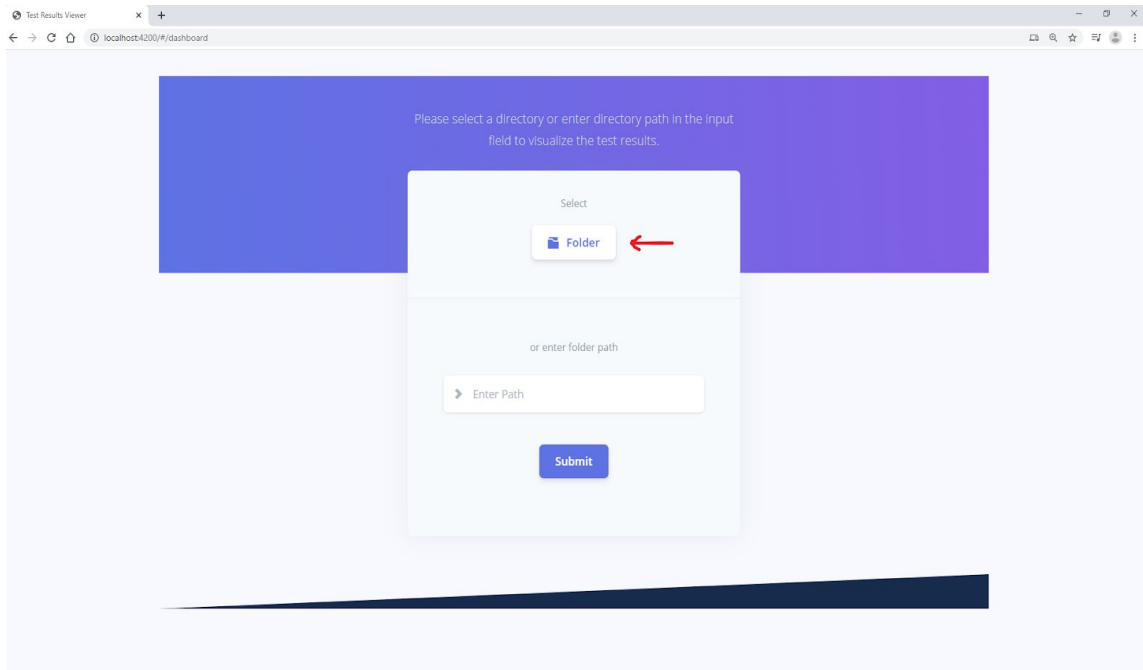 Test Results Viewer
localhost:4200/#/dashboard
Please select a directory or enter directory path in the input
field to visualize the test results.
Select
Folder
or enter folder path
Enter Path
Submit